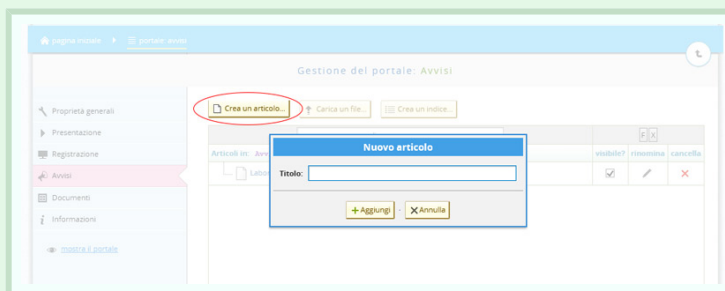 pagina iniziale portale avvisi
Gestione del portale: Avvisi
Proprietà generali
Presentazione
Registrazione
Avvisi
Documenti
Informazioni
mostra il portale
Crea un articolo... Carica un file... Crea un indice...
Articoli in: Avvisi visibile? rinomina cancella
Nuovo articolo
Titolo:
Aggiungi - Annulla